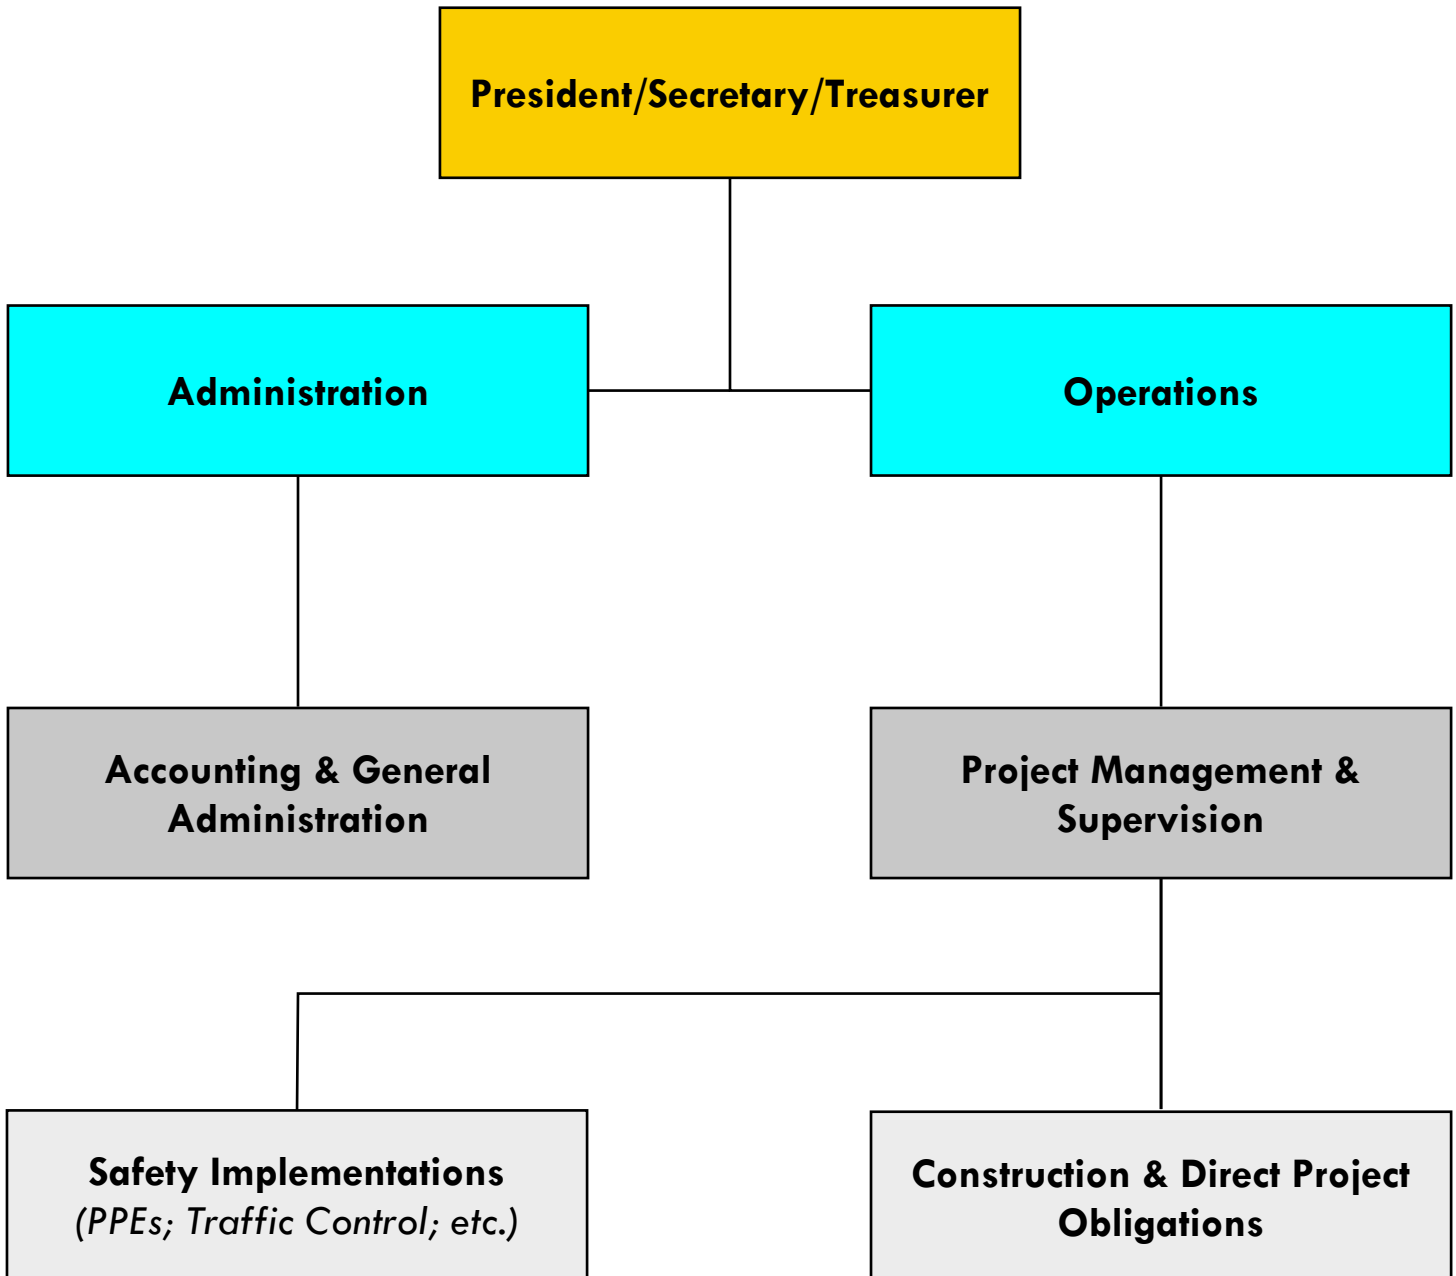 President/Secretary/Treasurer
Administration
Operations
Accounting & General
Administration
Project Management &
Supervision
Safety Implementations
(PPEs; Traffic Control; etc.)
Construction & Direct Project
Obligations